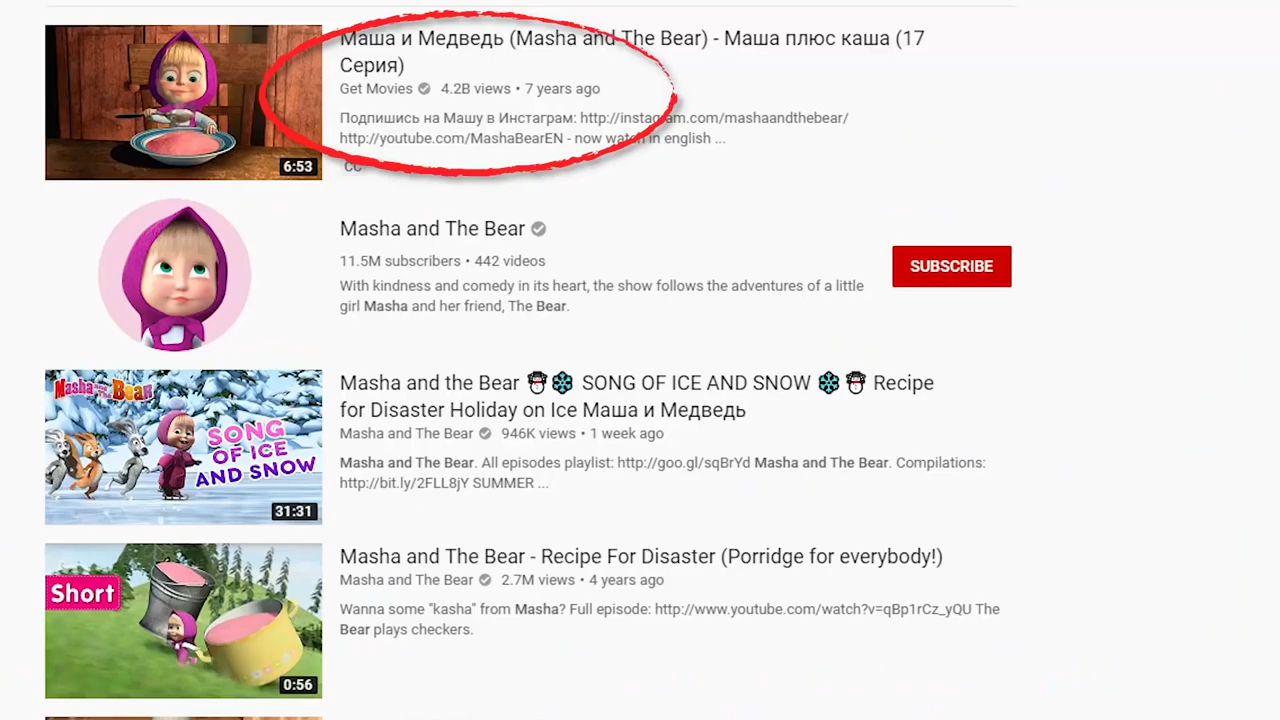 Маша и Медведь (Masha and The Bear) - Маша плюс каша (17
Серия)
Get Movies 4.2B views • 7 years ago
Подпишись на Машу в Инстаграм: http://instagram.com/mashaandthebear/
http://youtube.com/MashaBearEN - now watch in english ...
CC
6:53
Masha and The Bear
11.5M subscribers • 442 videos
With kindness and comedy in its heart, the show follows the adventures of a little
girl Masha and her friend, The Bear.
SUBSCRIBE
Masha and the Bear
SONG
OF ICE
AND SNOW
31:31
Masha and the Bear ☃❄ SONG OF ICE AND SNOW ❄☃ Recipe
for Disaster Holiday on Ice Маша и Медведь
Masha and The Bear 946K views • 1 week ago
Masha and The Bear. All episodes playlist: http://goo.gl/sqBrYd Masha and The Bear. Compilations:
http://bit.ly/2FLL8jY SUMMER ...
Short
0:56
Masha and The Bear - Recipe For Disaster (Porridge for everybody!)
Masha and The Bear 2.7M views • 4 years ago
Wanna some "kasha" from Masha? Full episode: http://www.youtube.com/watch?v=qBp1rCz_yQU The
Bear plays checkers.